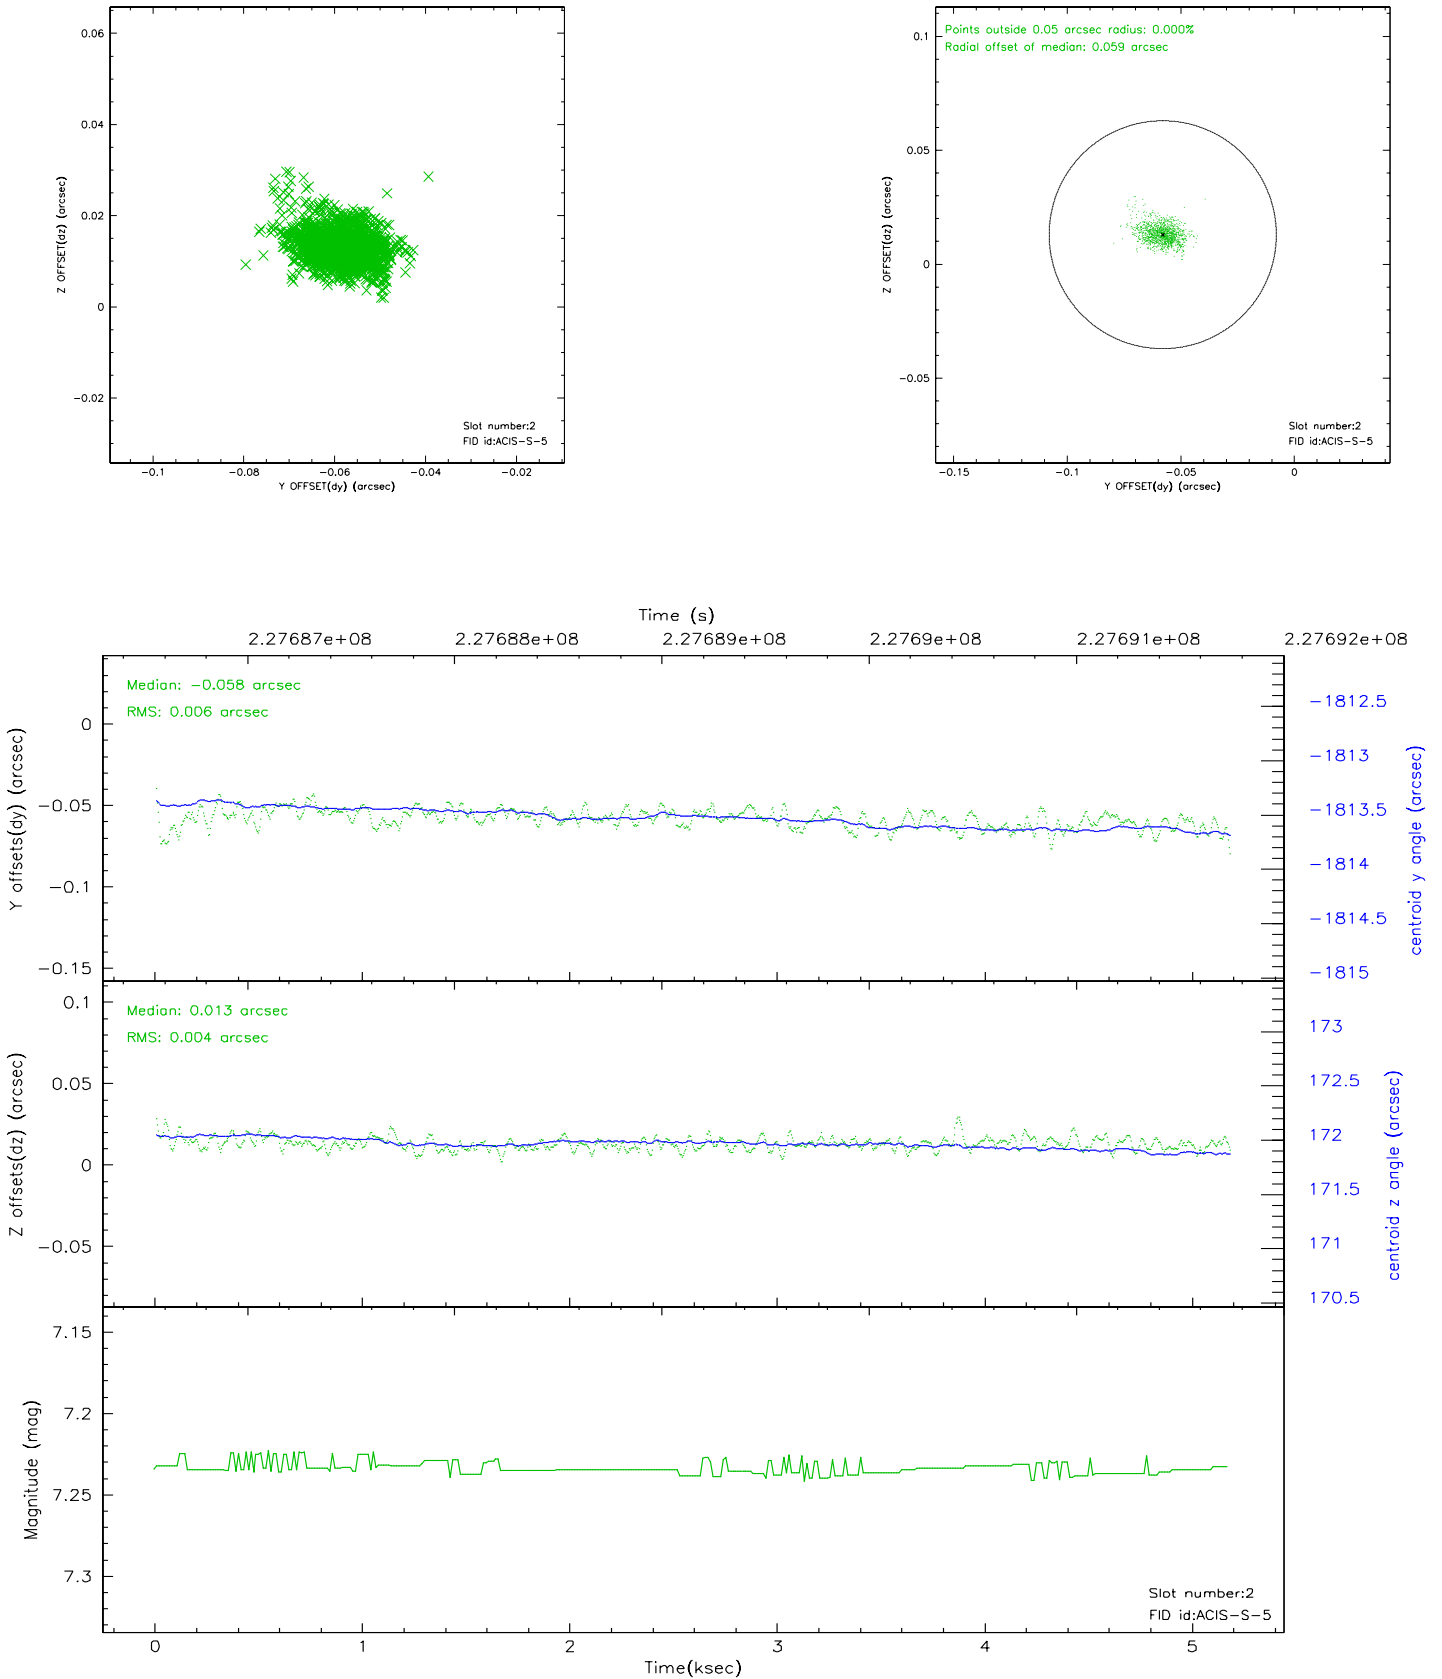 0.06
0.04
0.02
0
−0.02
Z OFFSET(dz) (arcsec)
Slot number:2
FID id:ACIS−S−5
−0.1
−0.08
−0.06
−0.04
−0.02
Y OFFSET(dy) (arcsec)
Points outside 0.05 arcsec radius: 0.000%
Radial offset of median: 0.059 arcsec
0.1
0.05
0
−0.05
Z OFFSET(dz) (arcsec)
Slot number:2
FID id:ACIS−S−5
−0.15
−0.1
−0.05
0
Y OFFSET(dy) (arcsec)
Time (s)
2.27687e+08
2.27688e+08
2.27689e+08
2.2769e+08
2.27691e+08
2.27692e+08
Median: −0.058 arcsec
RMS: 0.006 arcsec
0
−0.05
−0.1
−0.15
Y offsets(dy) (arcsec)
−1812.5
−1813
−1813.5
−1814
−1814.5
−1815
centroid y angle (arcsec)
Median: 0.013 arcsec
RMS: 0.004 arcsec
0.1
0.05
0
−0.05
Z offsets(dz) (arcsec)
173
172.5
172
171.5
171
170.5
centroid z angle (arcsec)
7.15
7.2
7.25
7.3
Magnitude (mag)
Slot number:2
FID id:ACIS−S−5
0
1
2
3
4
5
Time(ksec)